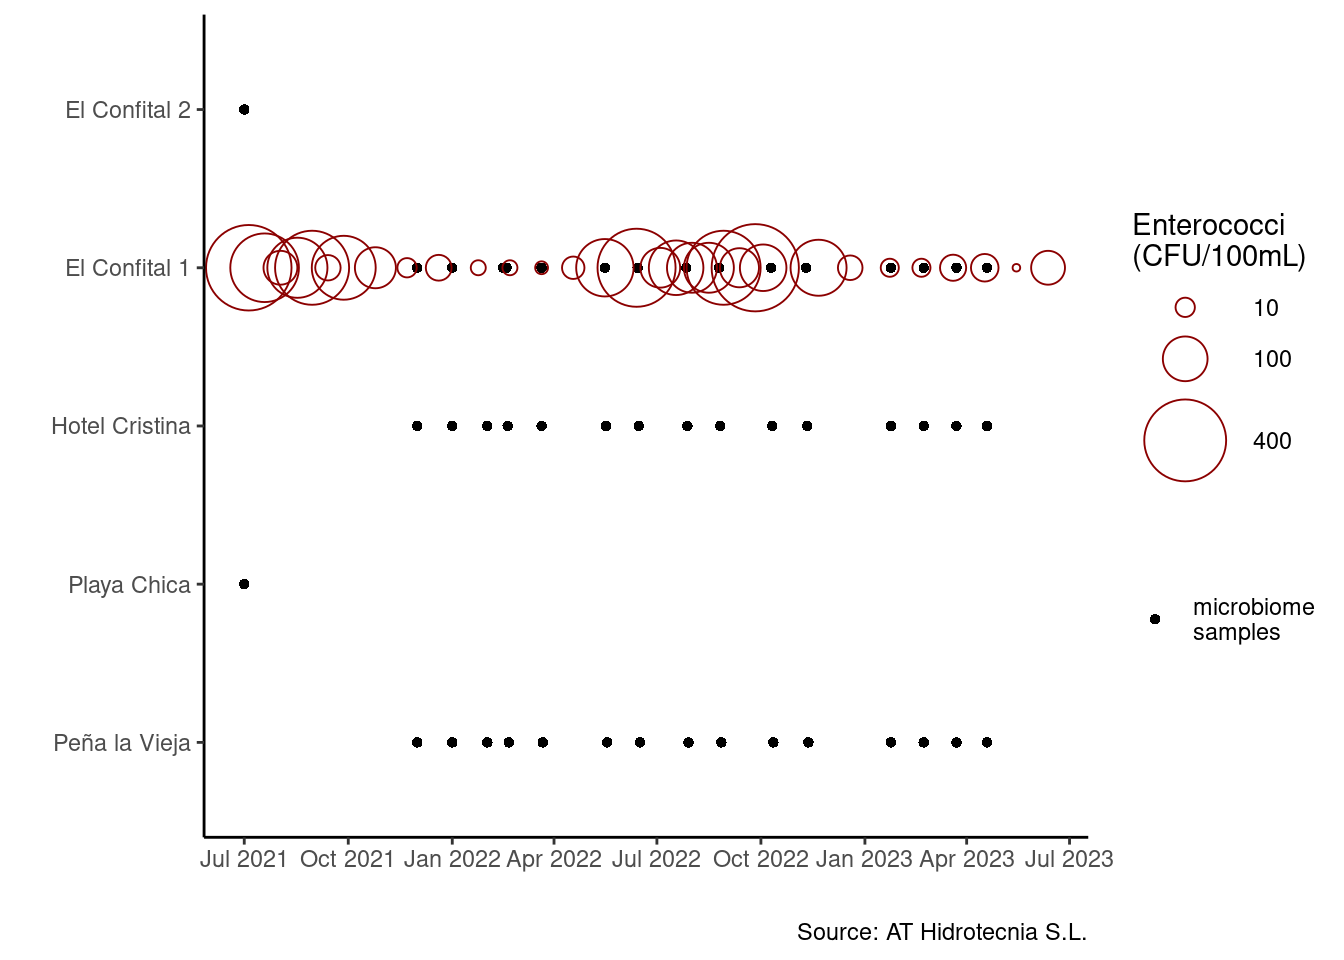 El Confital 2
El Confital 1
Hotel Cristina
Playa Chica
Peña la Vieja
Jul 2021 Oct 2021 Jan 2022 Apr 2022 Jul 2022 Oct 2022 Jan 2023 Apr 2023 Jul 2023
Enterococci
(CFU/100mL)
10
100
400
microbiome
samples
Source: AT Hidrotecnia S.L.